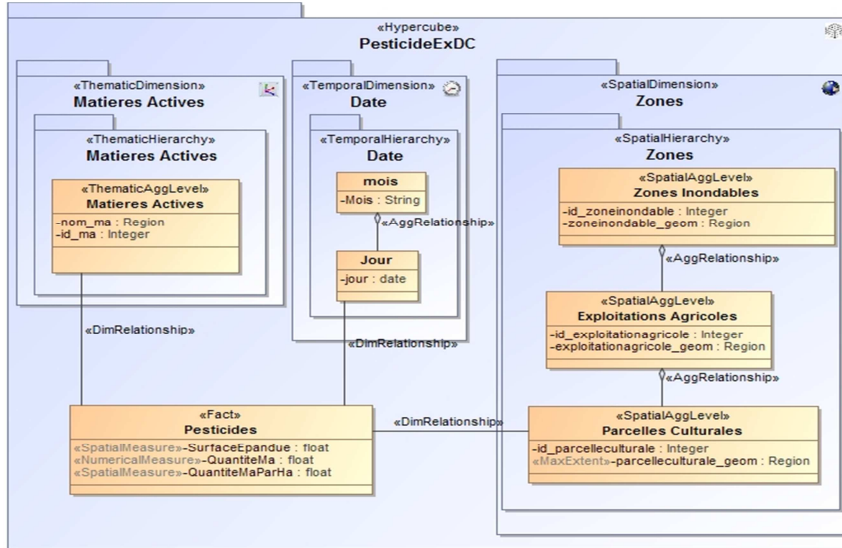 «Hypercube»
PesticideExDC
«ThematicDimension»
Matieres Actives
«ThematicHierarchy»
Matieres Actives
«ThematicAggLevel»
Matieres Actives
-nom_ma : Region
-id_ma : Integer
«DimRelationship»
«TemporalDimension»
Date
«TemporalHierarchy»
Date
mois
-Mois : String
«AggRelationship»
Jour
-jour : date
«DimRelationship»
«SpatialDimension»
Zones
«SpatialHierarchy»
Zones
«SpatialAggLevel»
Zones Inondables
-id_zoneinondable : Integer
-zoneinondable_geom : Region
«AggRelationship»
«SpatialAggLevel»
Exploitations Agricoles
-id_exploitationagricole : Integer
-exploitationagricole_geom : Region
«AggRelationship»
«SpatialAggLevel»
Parcelles Culturales
-id_parcelleculturale : Integer
«MaxExtent»-parcelleculturale_geom : Region
«DimRelationship»
«Fact»
Pesticides
«SpatialMeasure»-SurfaceEpandue : float
«NumericalMeasure»-QuantiteMa : float
«SpatialMeasure»-QuantiteMaParHa : float